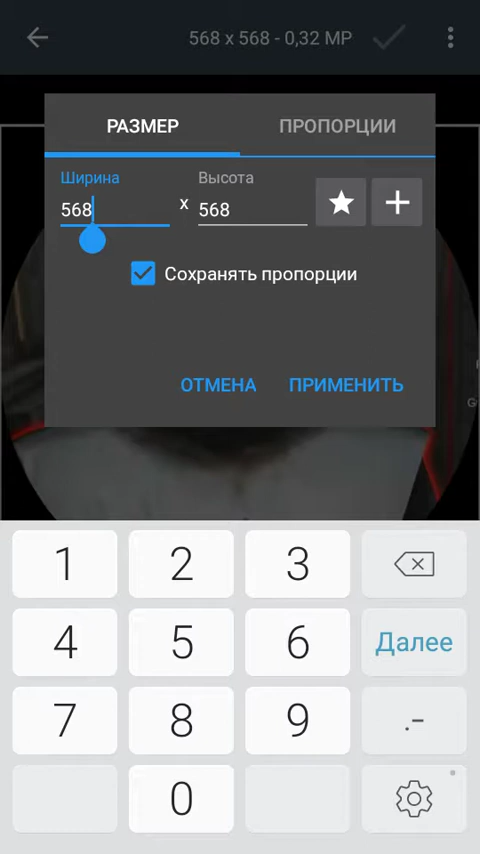 568 x 568 - 0,32 MP
РАЗМЕР
ПРОПОРЦИИ
Ширина
Высота
568
x
568
Сохранять пропорции
ОТМЕНА
ПРИМЕНИТЬ
1
2
3
4
5
6
Далее
7
8
9
.-
0